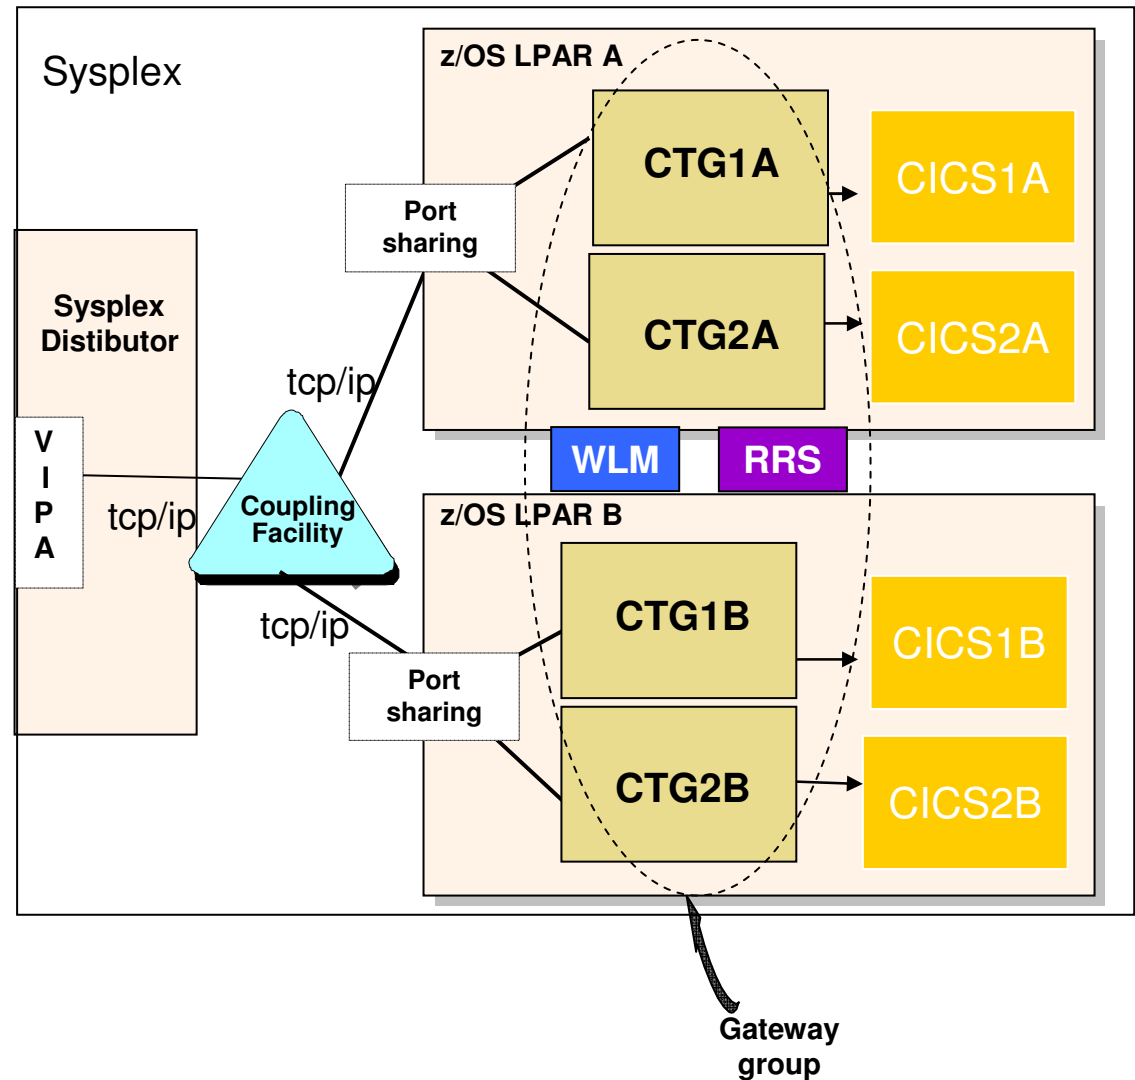 Sysplex
z/OS LPAR A
CTG1A
CICS1A
Port
sharing
CTG2A
CICS2A
Sysplex
Distibutor
tcp/ip
V
I
P
A
tcp/ip
Coupling
Facility
WLM
RRS
z/OS LPAR B
tcp/ip
CTG1B
CICS1B
Port
sharing
CTG2B
CICS2B
Gateway
group